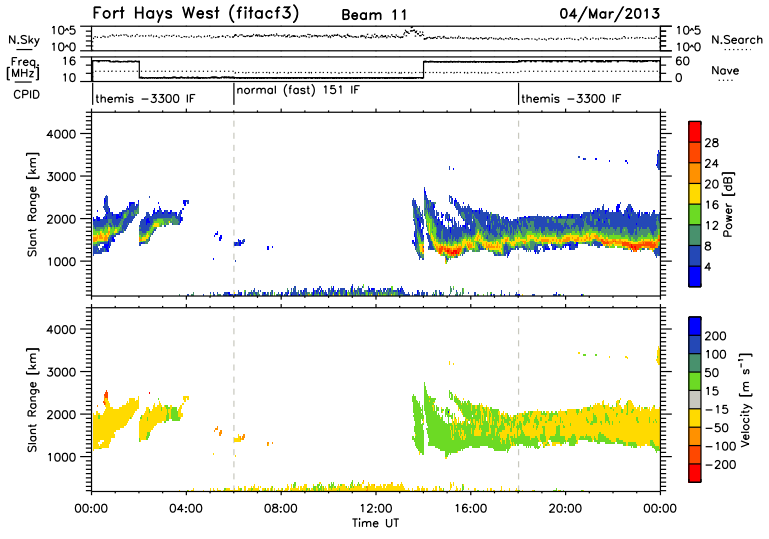 Fort Hays West (fitacf3) Beam 11 04/Mar/2013
N.Sky 10^5 10^0 10^5 10^0 N.Search
Freq. [MHz] 16 10 60 0 Nave
CPID themis -3300 IF normal (fast) 151 IF themis -3300 IF
Slant Range [km]
4000
3000
2000
1000
Power [dB]
28
24
20
16
12
8
4
Slant Range [km]
4000
3000
2000
1000
Velocity [m s^-1]
200
100
50
15
-15
-50
-100
-200
00:00 04:00 08:00 12:00 16:00 20:00 00:00
Time UT